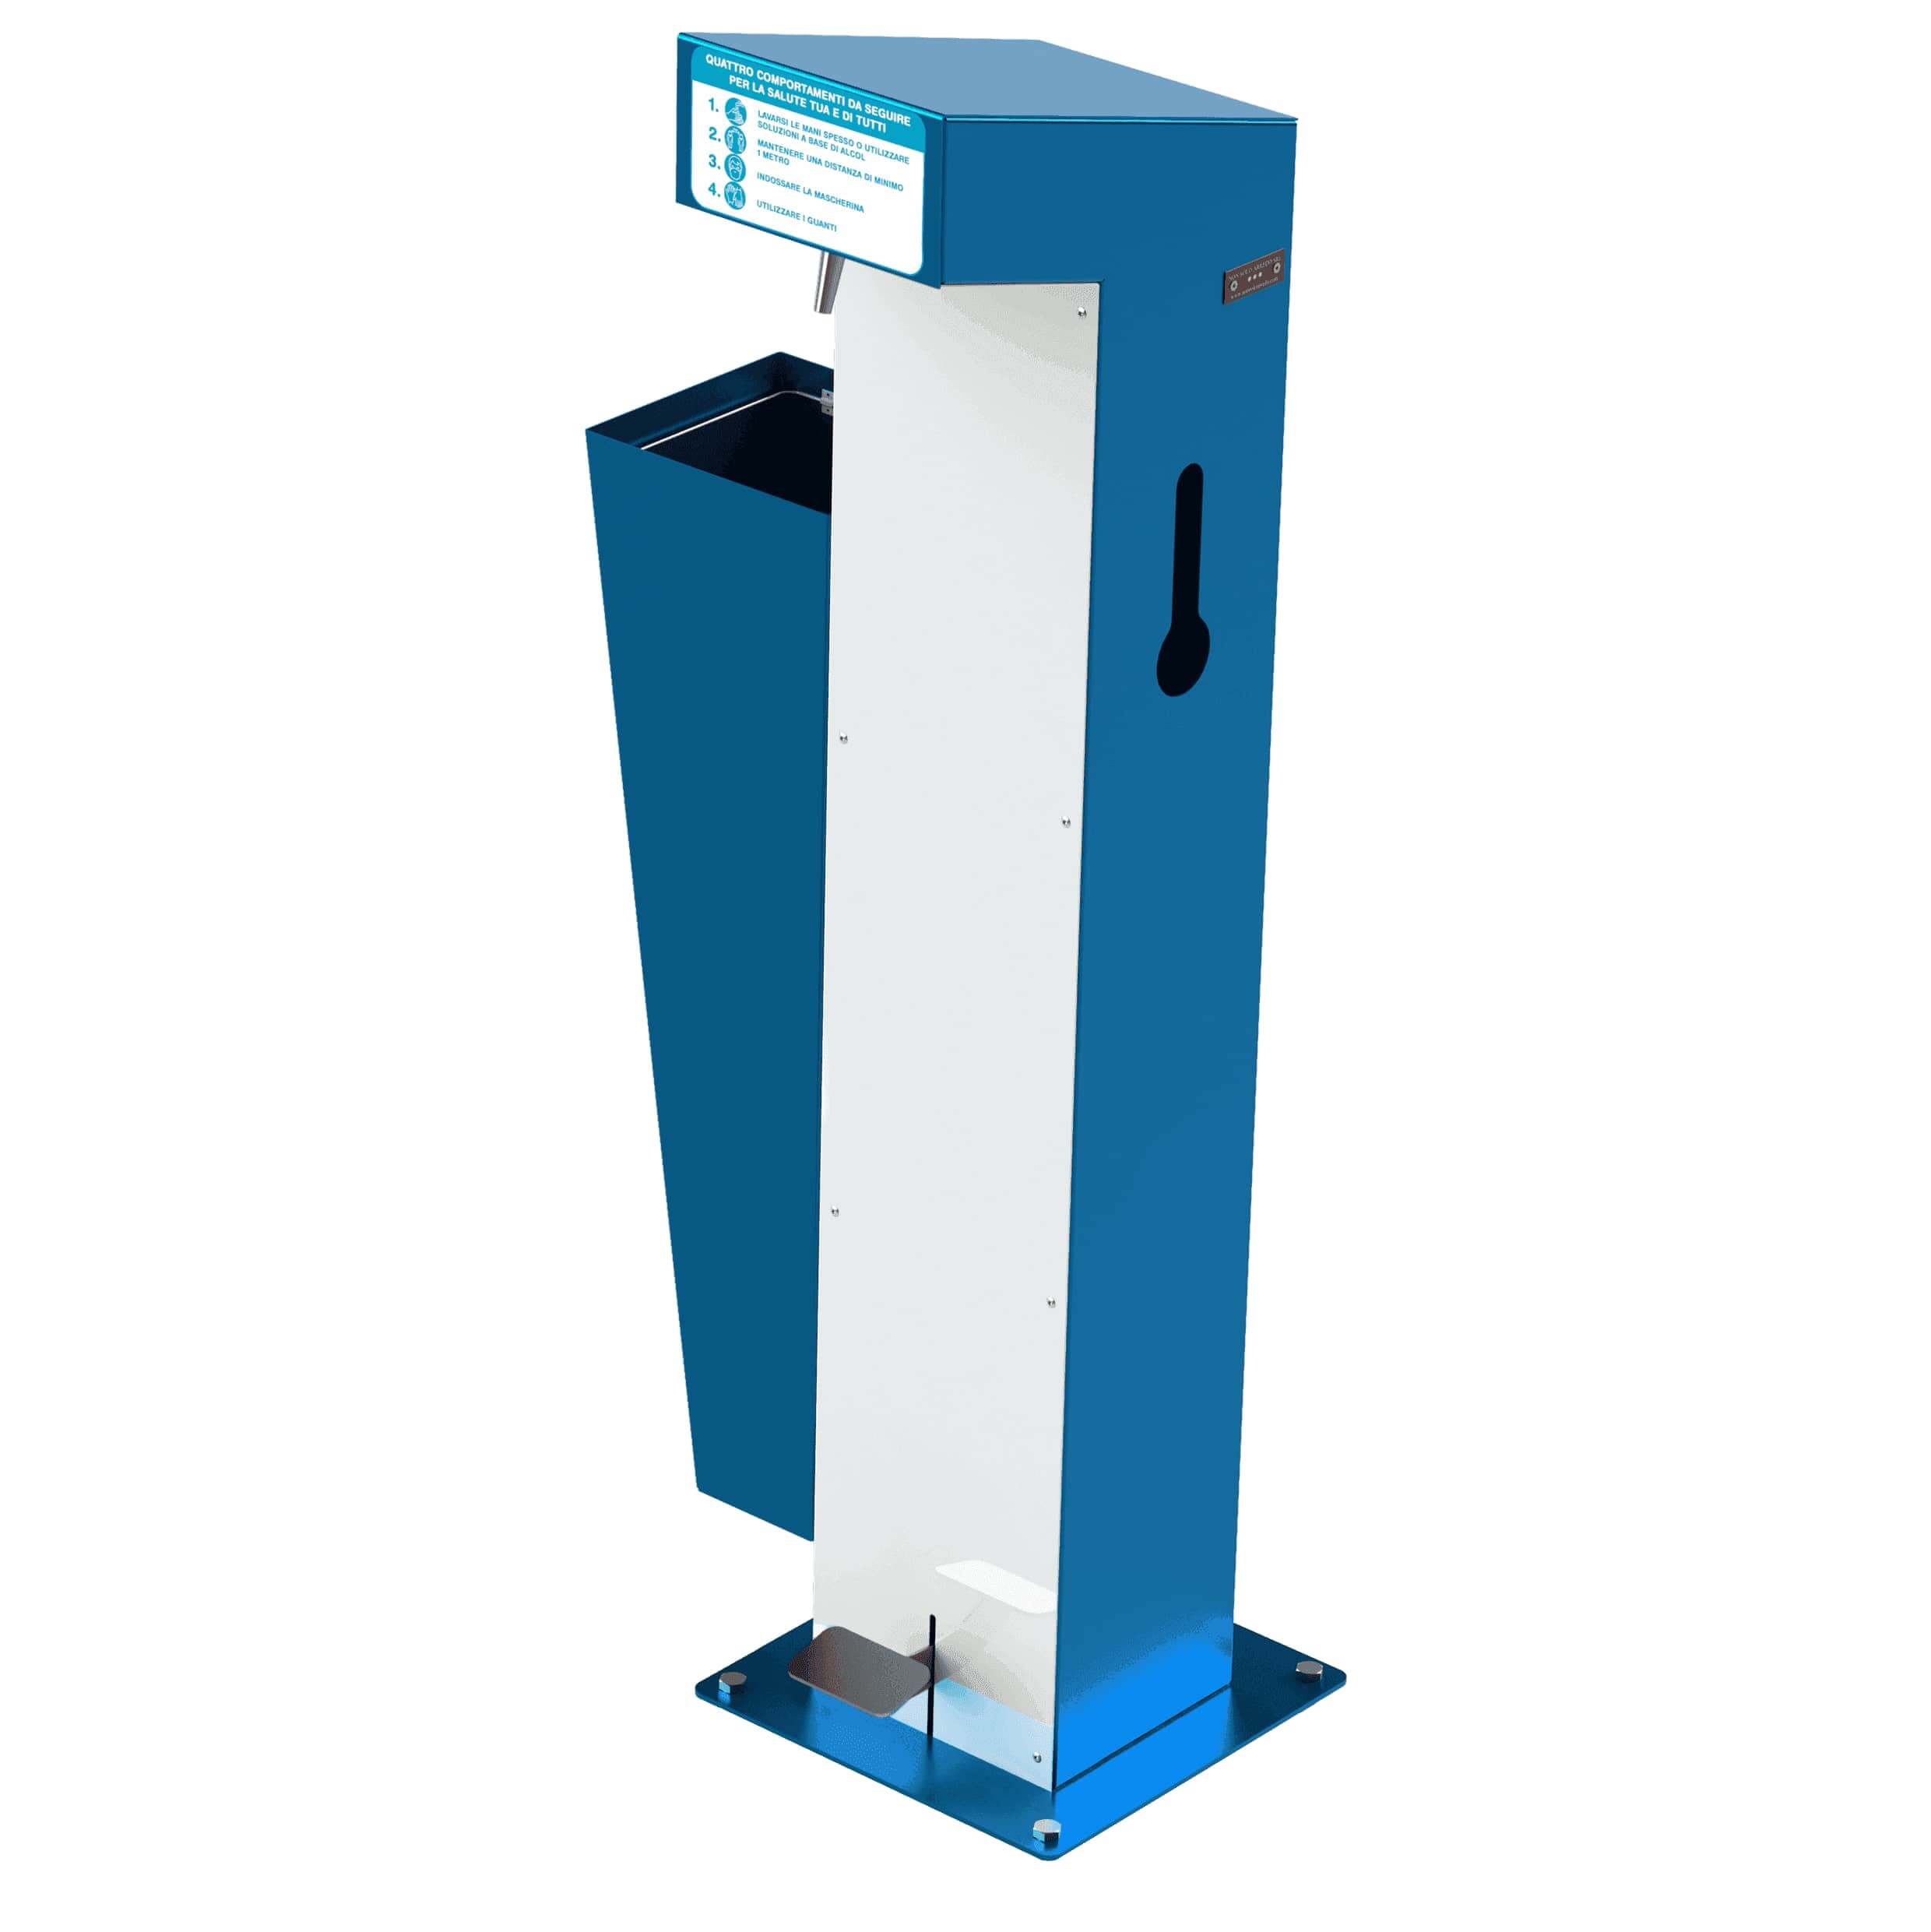 QUATTRO COMPORTAMENTI DA SEGUIRE
PER LA SALUTE TUA E DI TUTTI
1. LAVARSI LE MANI SPESSO O UTILIZZARE
SOLUZIONI A BASE DI ALCOL
2. MANTENERE UNA DISTANZA DI MINIMO
1 METRO
3. INDOSSARE LA MASCHERINA
4. UTILIZZARE I GUANTI